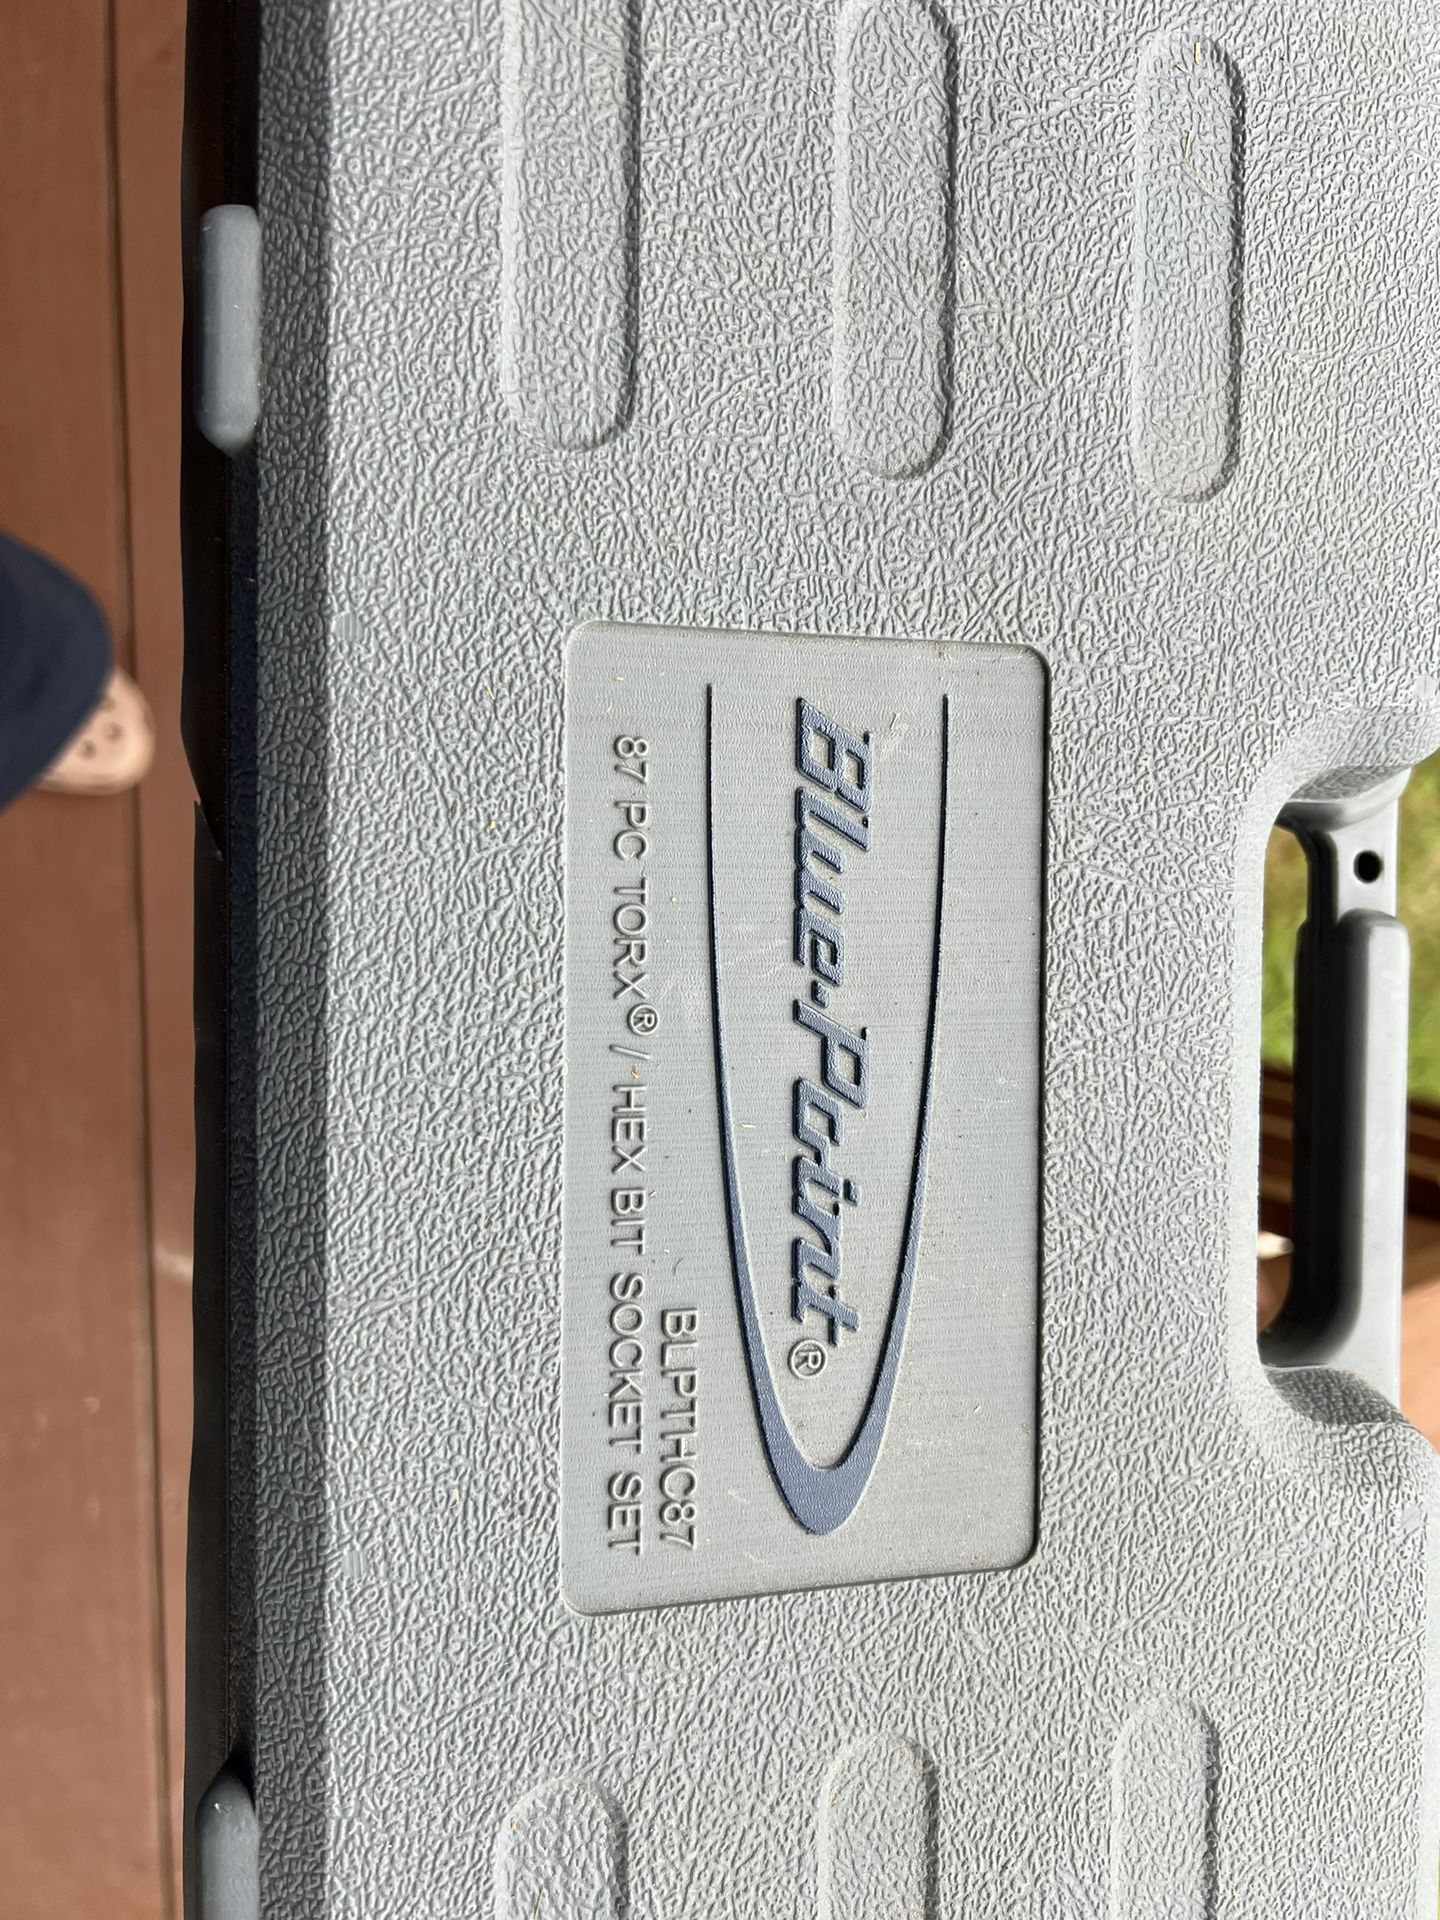 Blue-Point®
BLPTHC87
87 PC TORX® / HEX BIT SOCKET SET